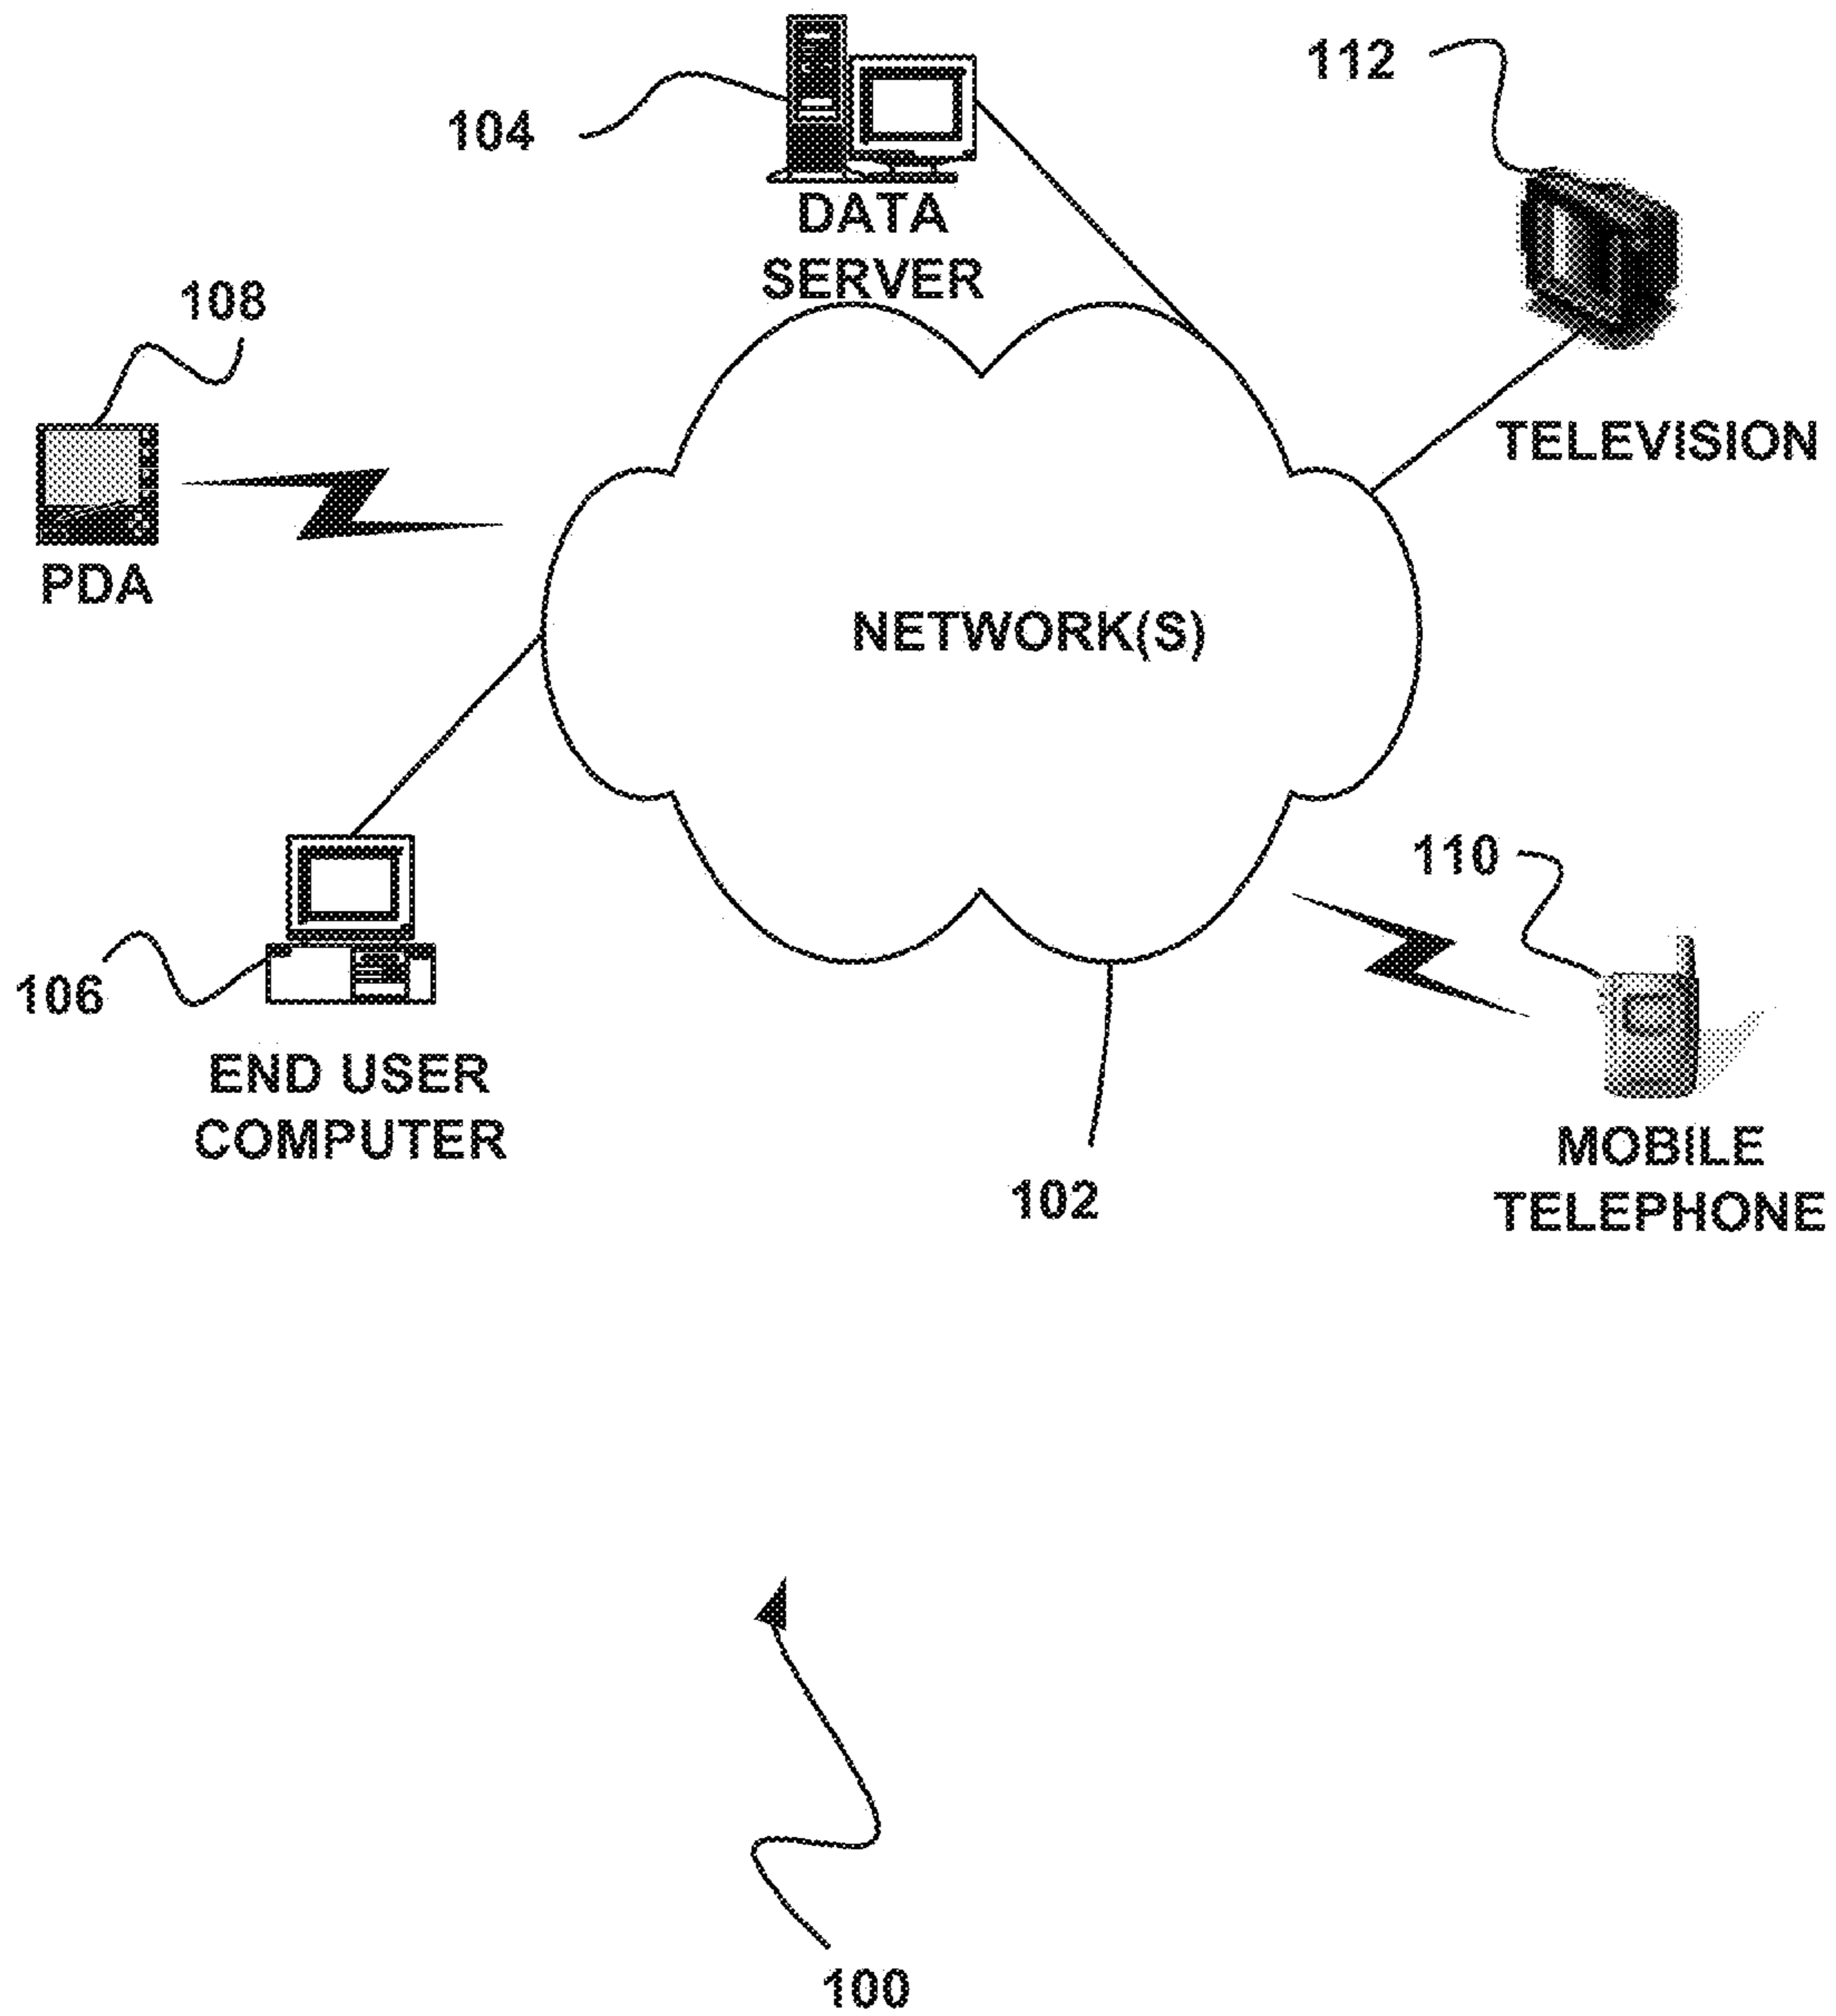 112
104
DATA
SERVER
108
TELEVISION
PDA
NETWORK(S)
110
106
END USER
COMPUTER
MOBILE
TELEPHONE
102
100